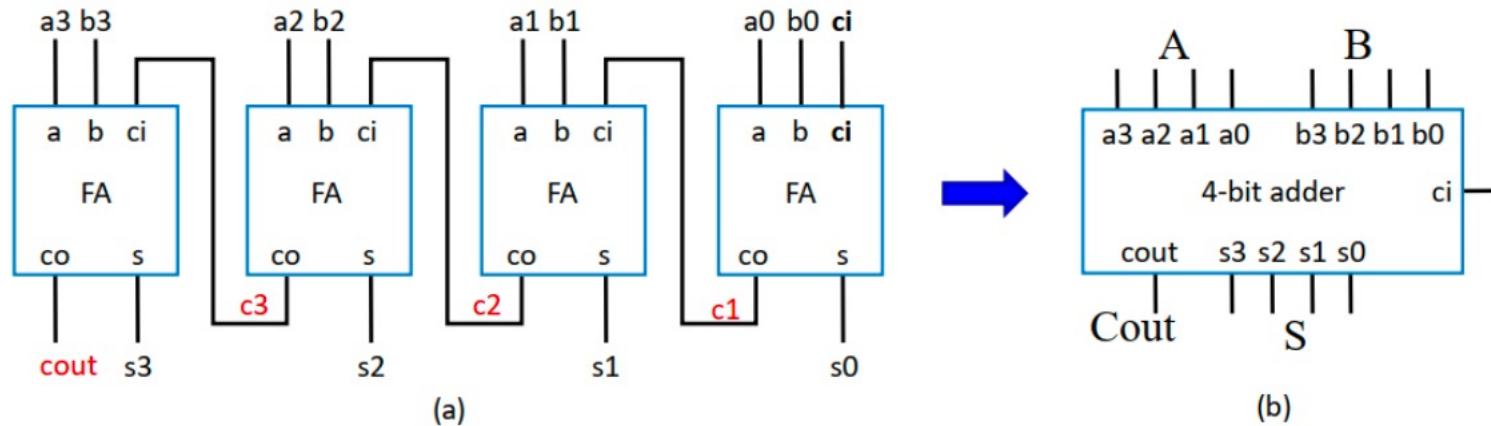 a3 b3 a2 b2 a1 b1 a0 b0 ci
A B
a b ci a b ci a b ci a b ci
a3 a2 a1 a0 b3 b2 b1 b0
FA FA FA FA
4-bit adder ci
co s co s co s co s
cout s3 s2 s1 s0
c3 c2 c1
Cout S
cout s3 s2 s1 s0
(a) (b)